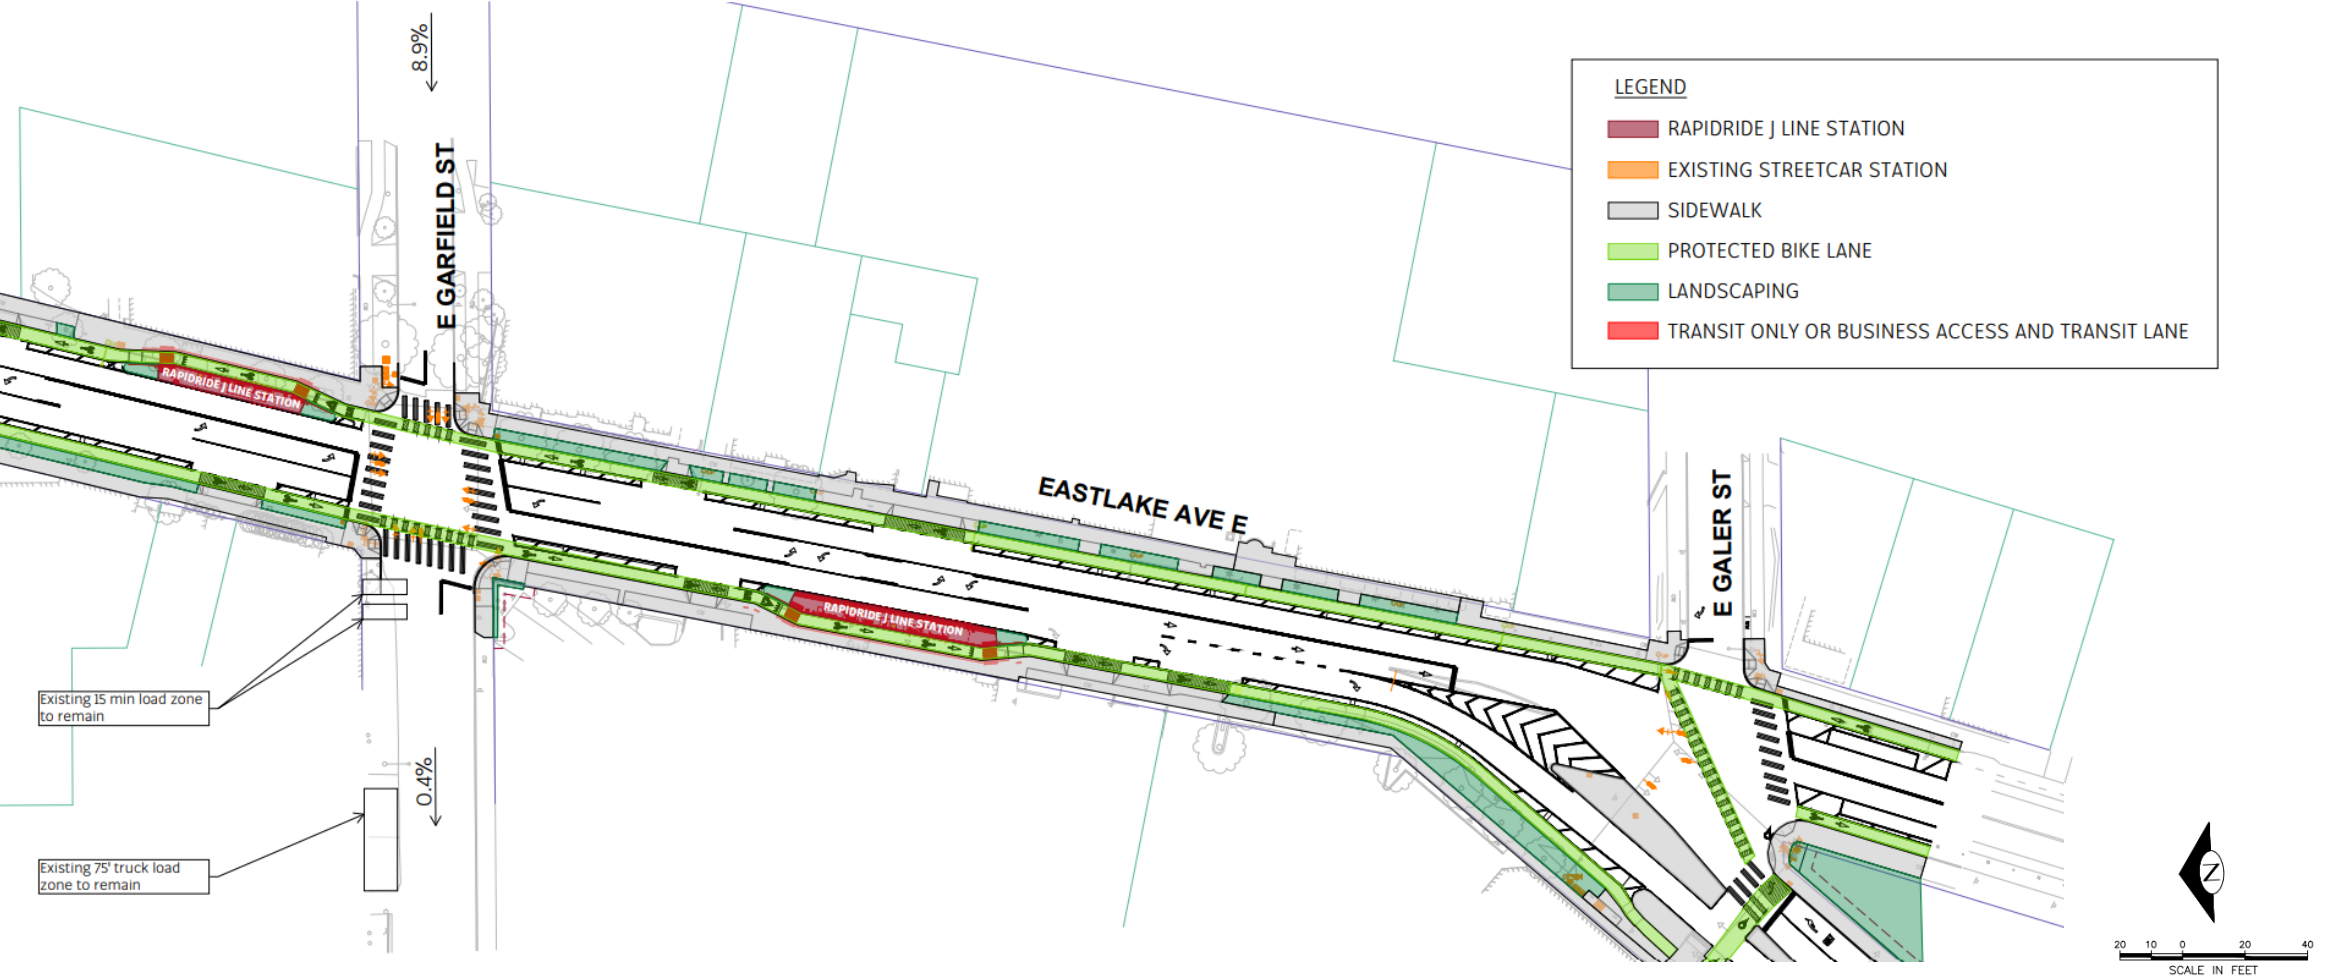 8.9%
E GARFIELD ST
LEGEND
RAPIDRIDE J LINE STATION
EXISTING STREETCAR STATION
SIDEWALK
PROTECTED BIKE LANE
LANDSCAPING
TRANSIT ONLY OR BUSINESS ACCESS AND TRANSIT LANE
RAPIDRIDE J LINE STATION
EASTLAKE AVE E
E GALER ST
RAPIDRIDE J LINE STATION
Existing 15 min load zone
to remain
0.4%
Existing 75' truck load
zone to remain
N
20 10 0 20 40
SCALE IN FEET